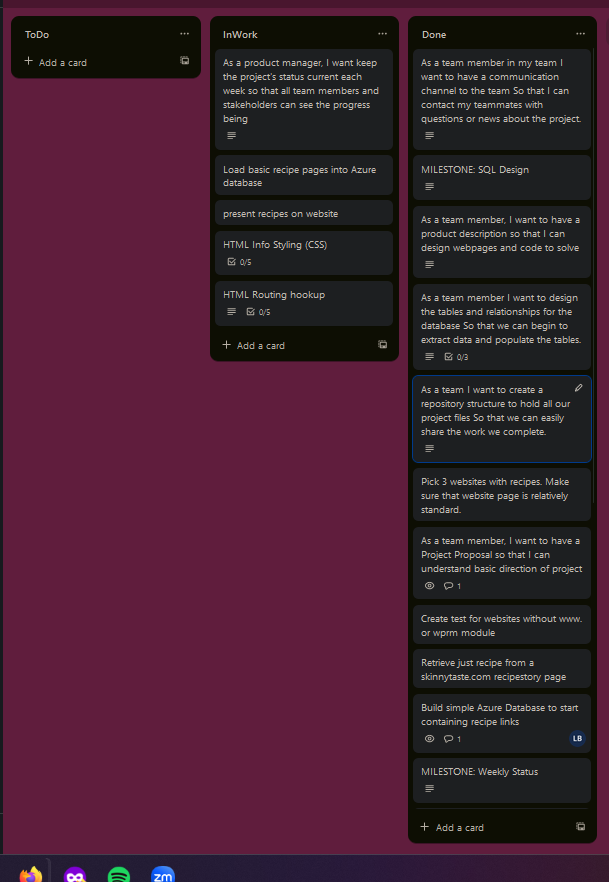 ToDo
Add a card
InWork
As a product manager, I want keep
the project's status current each
week so that all team members and
stakeholders can see the progress
being
Load basic recipe pages into Azure
database
present recipes on website
HTML Info Styling (CSS)
0/5
HTML Routing hookup
0/5
Add a card
Done
As a team member in my team I
want to have a communication
channel to the team So that I can
contact my teammates with
questions or news about the project.
MILESTONE: SQL Design
As a team member, I want to have a
product description so that I can
design webpages and code to solve
As a team member I want to design
the tables and relationships for the
database So that we can begin to
extract data and populate the tables.
0/3
As a team I want to create a
repository structure to hold all our
project files So that we can easily
share the work we complete.
Pick 3 websites with recipes. Make
sure that website page is relatively
standard.
As a team member, I want to have a
Project Proposal so that I can
understand basic direction of project
1
Create test for websites without www.
or wprm module
Retrieve just recipe from a
skinnytaste.com recipestory page
Build simple Azure Database to start
containing recipe links
1
LB
MILESTONE: Weekly Status
Add a card
zm